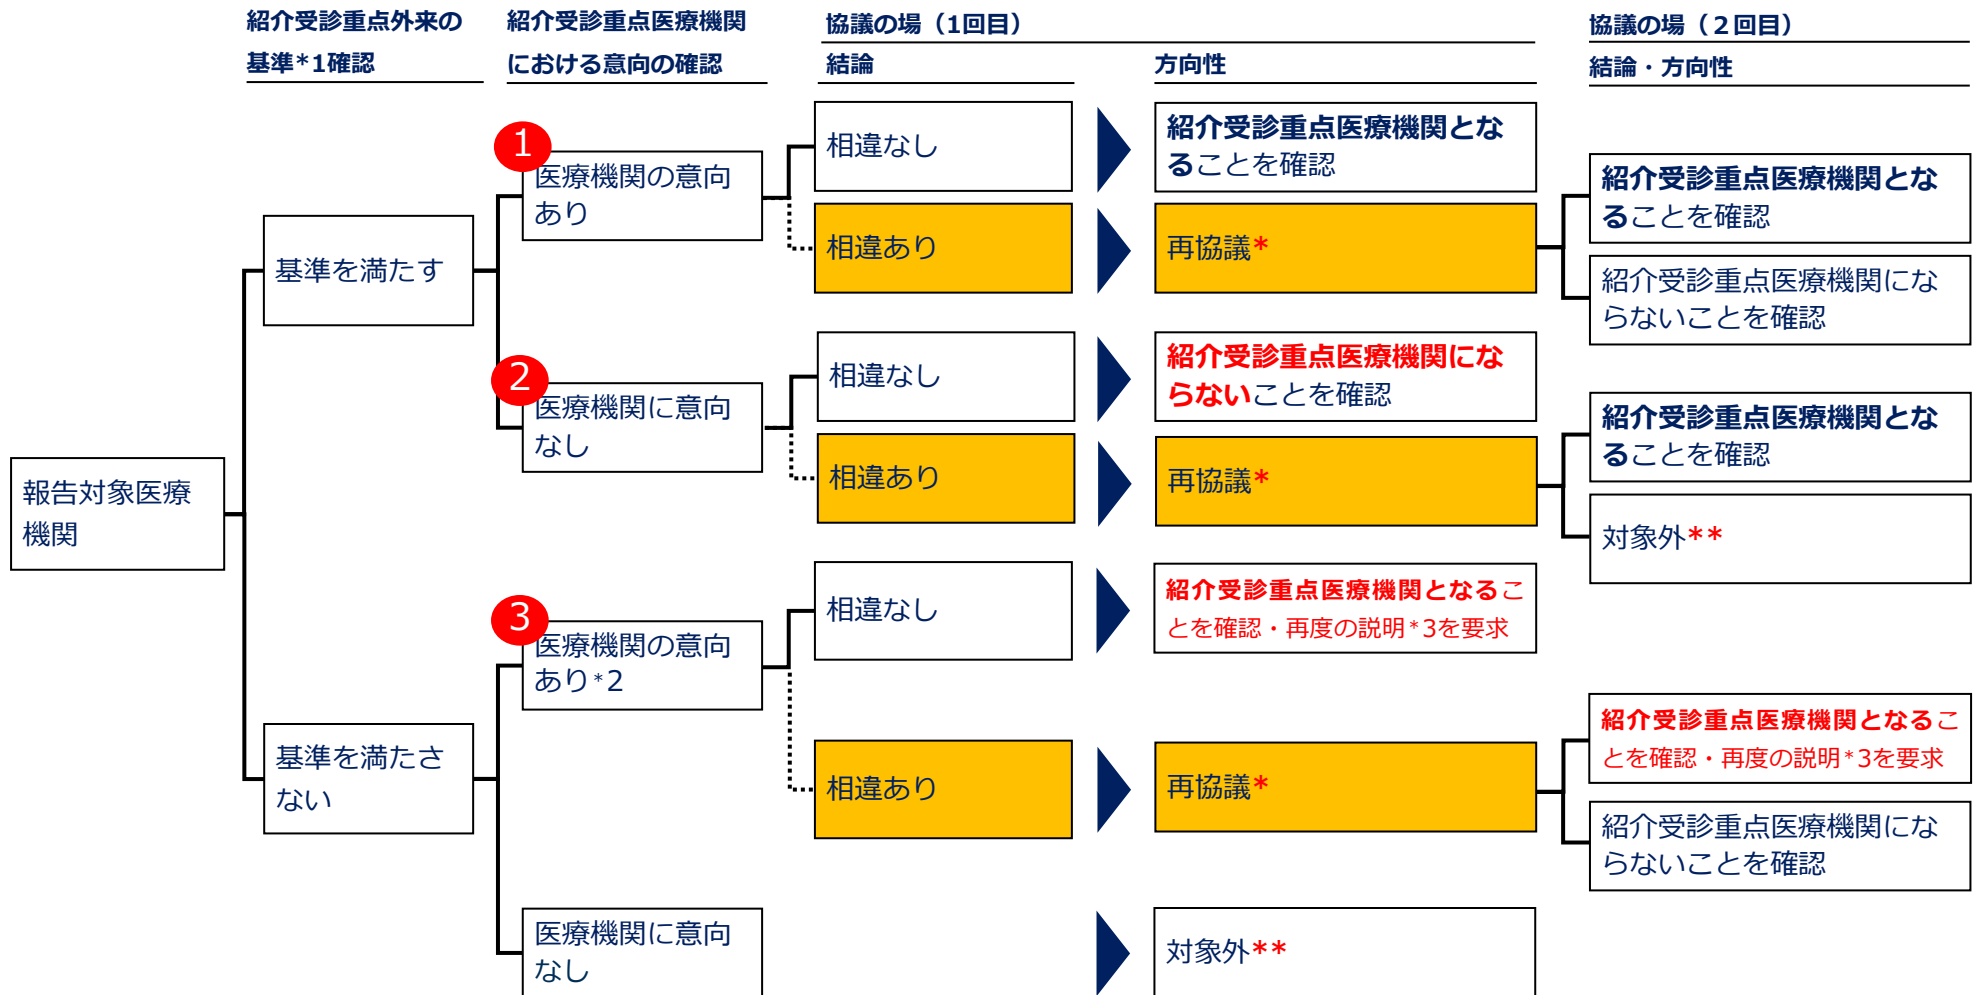 紹介受診重点外来の
基準*1確認
紹介受診重点医療機関
における意向の確認
協議の場（1回目）
結論
方向性
協議の場（２回目）
結論・方向性
報告対象医療
機関
基準を満たす
1
医療機関の意向
あり
相違なし
紹介受診重点医療機関とな
ることを確認
相違あり
再協議*
紹介受診重点医療機関とな
ることを確認
紹介受診重点医療機関にな
らないことを確認
2
医療機関に意向
なし
相違なし
紹介受診重点医療機関にな
らないことを確認
相違あり
再協議*
紹介受診重点医療機関とな
ることを確認
対象外**
基準を満たさ
ない
3
医療機関の意向
あり*2
相違なし
紹介受診重点医療機関となるこ
とを確認・再度の説明*3を要求
相違あり
再協議*
紹介受診重点医療機関となるこ
とを確認・再度の説明*3を要求
紹介受診重点医療機関にな
らないことを確認
医療機関に意向
なし
対象外**